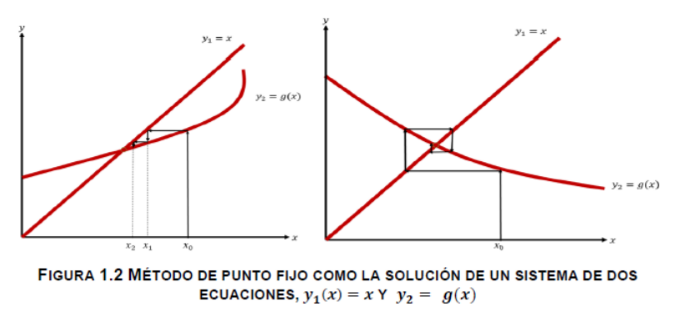 y
y₁ = x
y₂ = g(x)
x₂ x₁ x₀ x
y
y₁ = x
y₂ = g(x)
x₀ x
FIGURA 1.2 MÉTODO DE PUNTO FIJO COMO LA SOLUCIÓN DE UN SISTEMA DE DOS
ECUACIONES, y₁(x) = x Y y₂ = g(x)